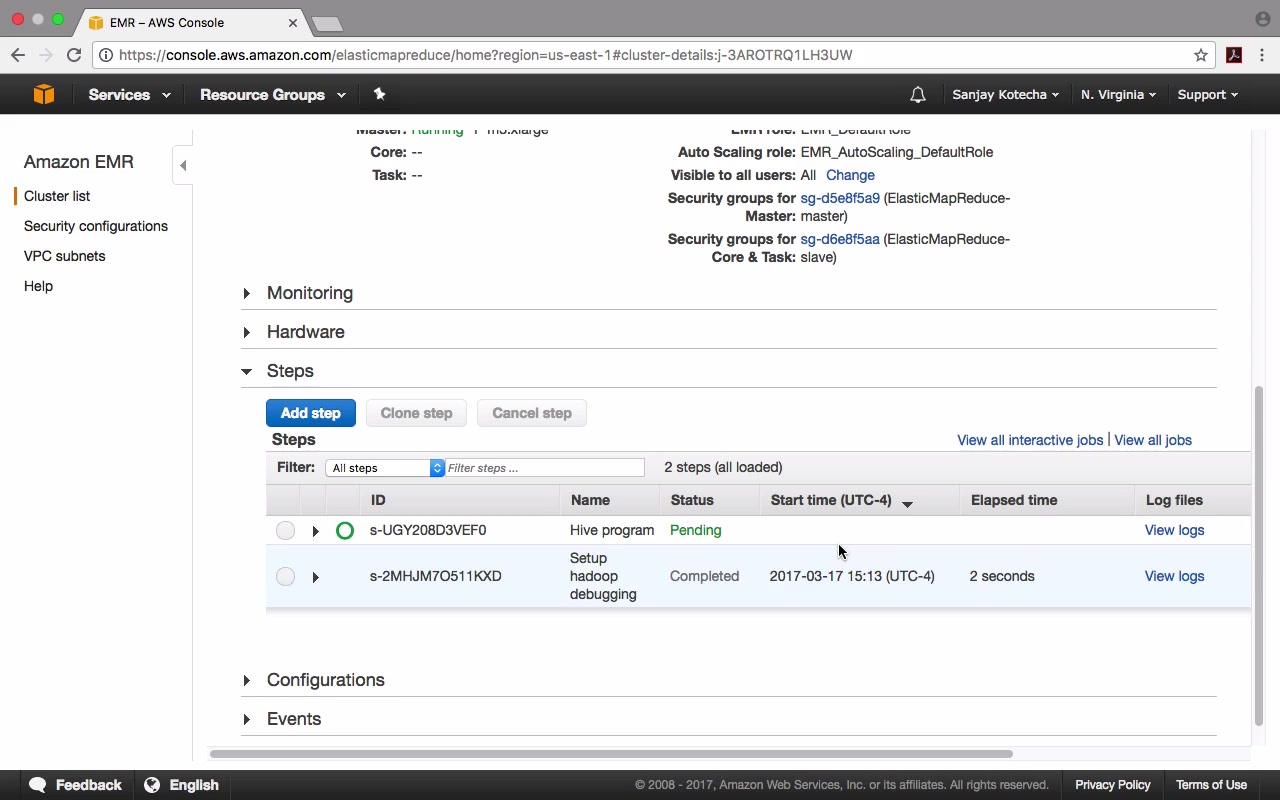 EMR – AWS Console
https://console.aws.amazon.com/elasticmapreduce/home?region=us-east-1#cluster-details:j-3AROTRQ1LH3UW
Services Resource Groups Sanjay Kotecha N. Virginia Support
Amazon EMR
Cluster list
Security configurations
VPC subnets
Help
Master: Running 1 m3.xlarge
Core: --
Task: --
EMR role: EMR_DefaultRole
Auto Scaling role: EMR_AutoScaling_DefaultRole
Visible to all users: All Change
Security groups for sg-d5e8f5a9 (ElasticMapReduce-
Master: master)
Security groups for sg-d6e8f5aa (ElasticMapReduce-
Core & Task: slave)
Monitoring
Hardware
Steps
Add step Clone step Cancel step
Steps
View all interactive jobs | View all jobs
Filter: All steps Filter steps ... 2 steps (all loaded)
ID Name Status Start time (UTC-4) Elapsed time Log files
s-UGY208D3VEF0 Hive program Pending View logs
s-2MHJM7O511KXD Setup hadoop debugging Completed 2017-03-17 15:13 (UTC-4) 2 seconds View logs
Configurations
Events
Feedback English © 2008 - 2017, Amazon Web Services, Inc. or its affiliates. All rights reserved. Privacy Policy Terms of Use